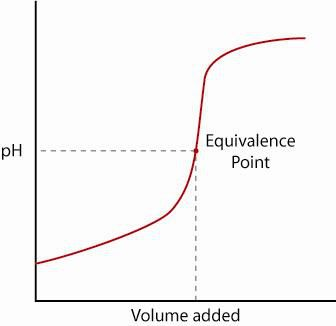 pH
Equivalence
Point
Volume added